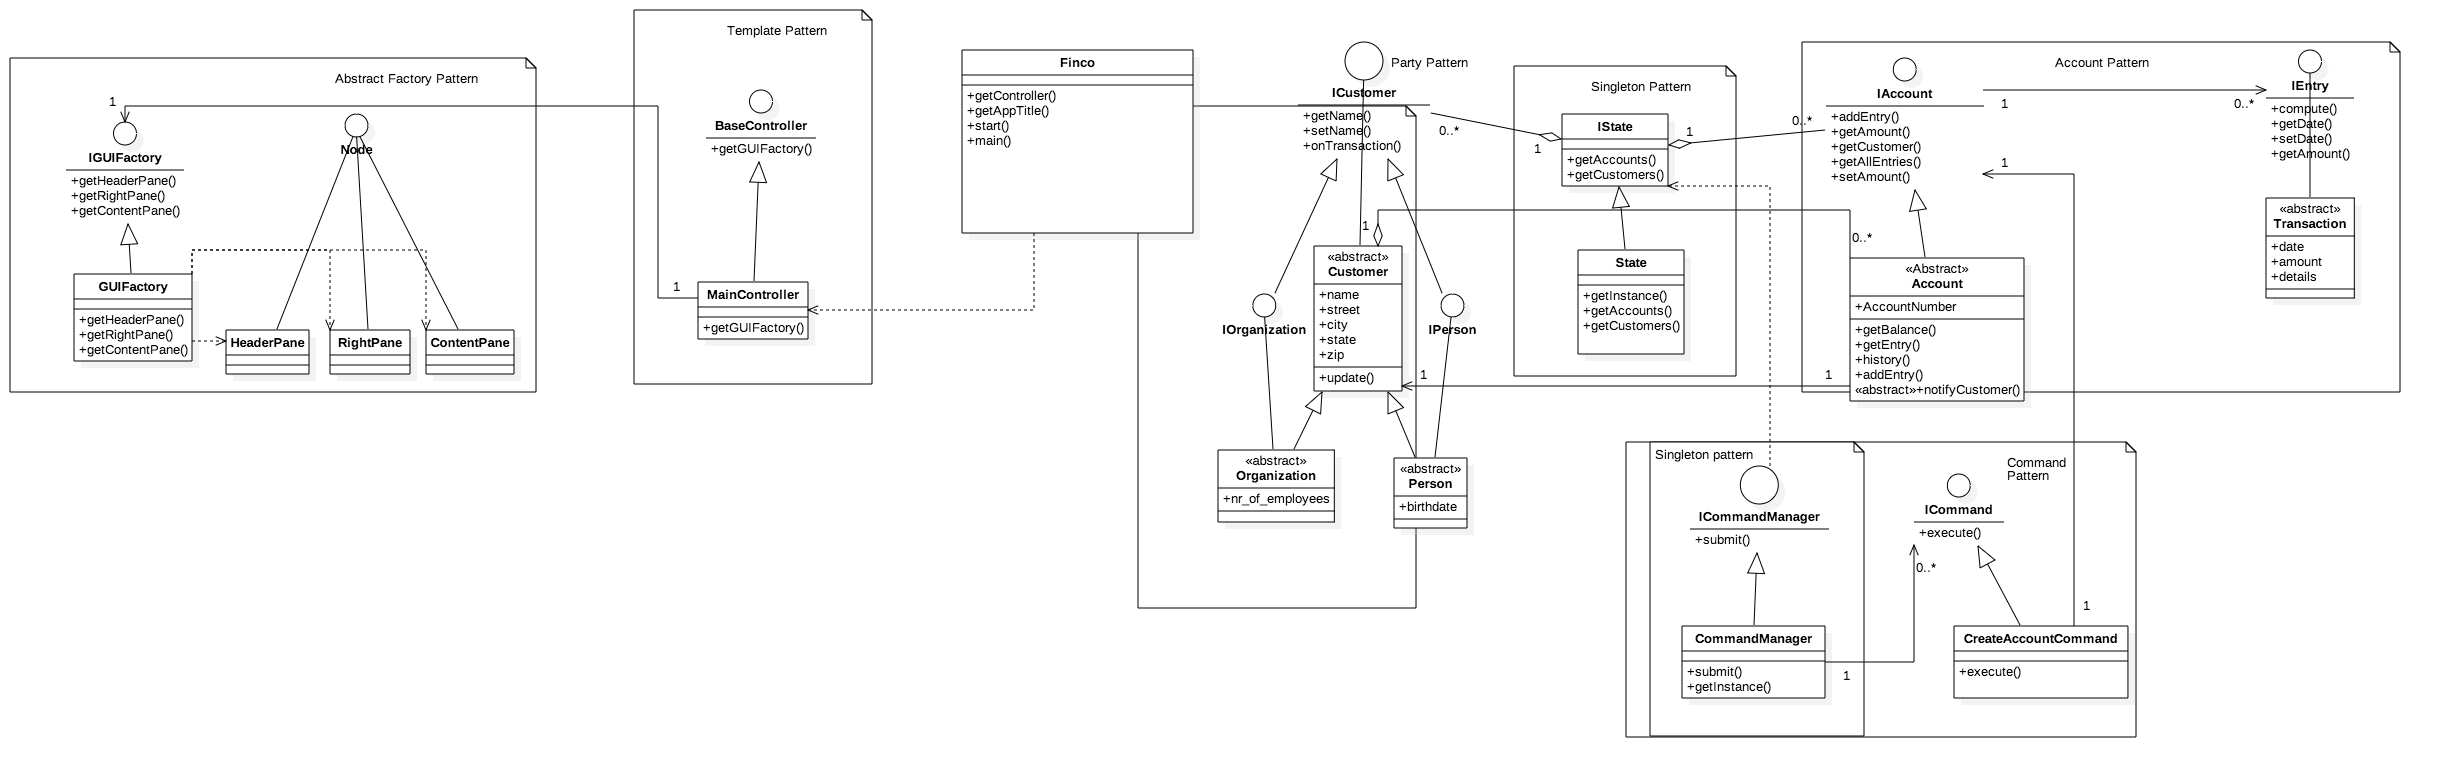 Abstract Factory Pattern
1
IGUIFactory
+getHeaderPane()
+getRightPane()
+getContentPane()
Node
GUIFactory
+getHeaderPane()
+getRightPane()
+getContentPane()
HeaderPane
RightPane
ContentPane
Template Pattern
BaseController
+getGUIFactory()
1
MainController
+getGUIFactory()
Finco
+getController()
+getAppTitle()
+start()
+main()
Party Pattern
ICustomer
+getName()
+setName()
+onTransaction()
0..*
1
1
«abstract»
Customer
+name
+street
+city
+state
+zip
+update()
1
IOrganization
IPerson
«abstract»
Organization
+nr_of_employees
«abstract»
Person
+birthdate
Singleton Pattern
IState
+getAccounts()
+getCustomers()
1
0..*
State
+getInstance()
+getAccounts()
+getCustomers()
Account Pattern
IAccount
+addEntry()
+getAmount()
+getCustomer()
+getAllEntries()
+setAmount()
1
0..*
1
IEntry
+compute()
+getDate()
+setDate()
+getAmount()
«abstract»
Transaction
+date
+amount
+details
0..*
«Abstract»
Account
+AccountNumber
+getBalance()
+getEntry()
+history()
+addEntry()
«abstract»+notifyCustomer()
1
Singleton pattern
ICommandManager
+submit()
CommandManager
+submit()
+getInstance()
1
Command
Pattern
ICommand
+execute()
0..*
1
CreateAccountCommand
+execute()